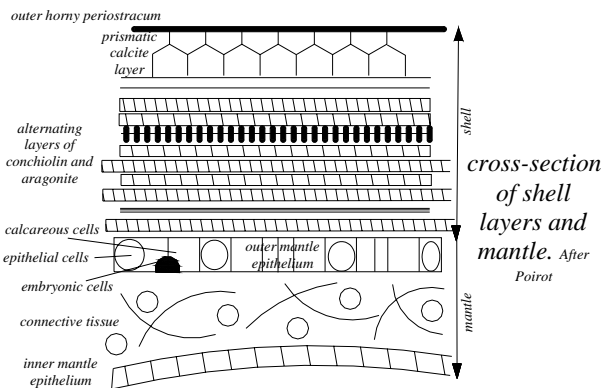 outer horny periostracum
prismatic
calcite
layer
alternating
layers of
conchiolin and
aragonite
calcareous cells
epithelial cells
embryonic cells
outer mantle
epithelium
connective tissue
inner mantle
epithelium
shell
mantle
cross-section
of shell
layers and
mantle. After
Poirot